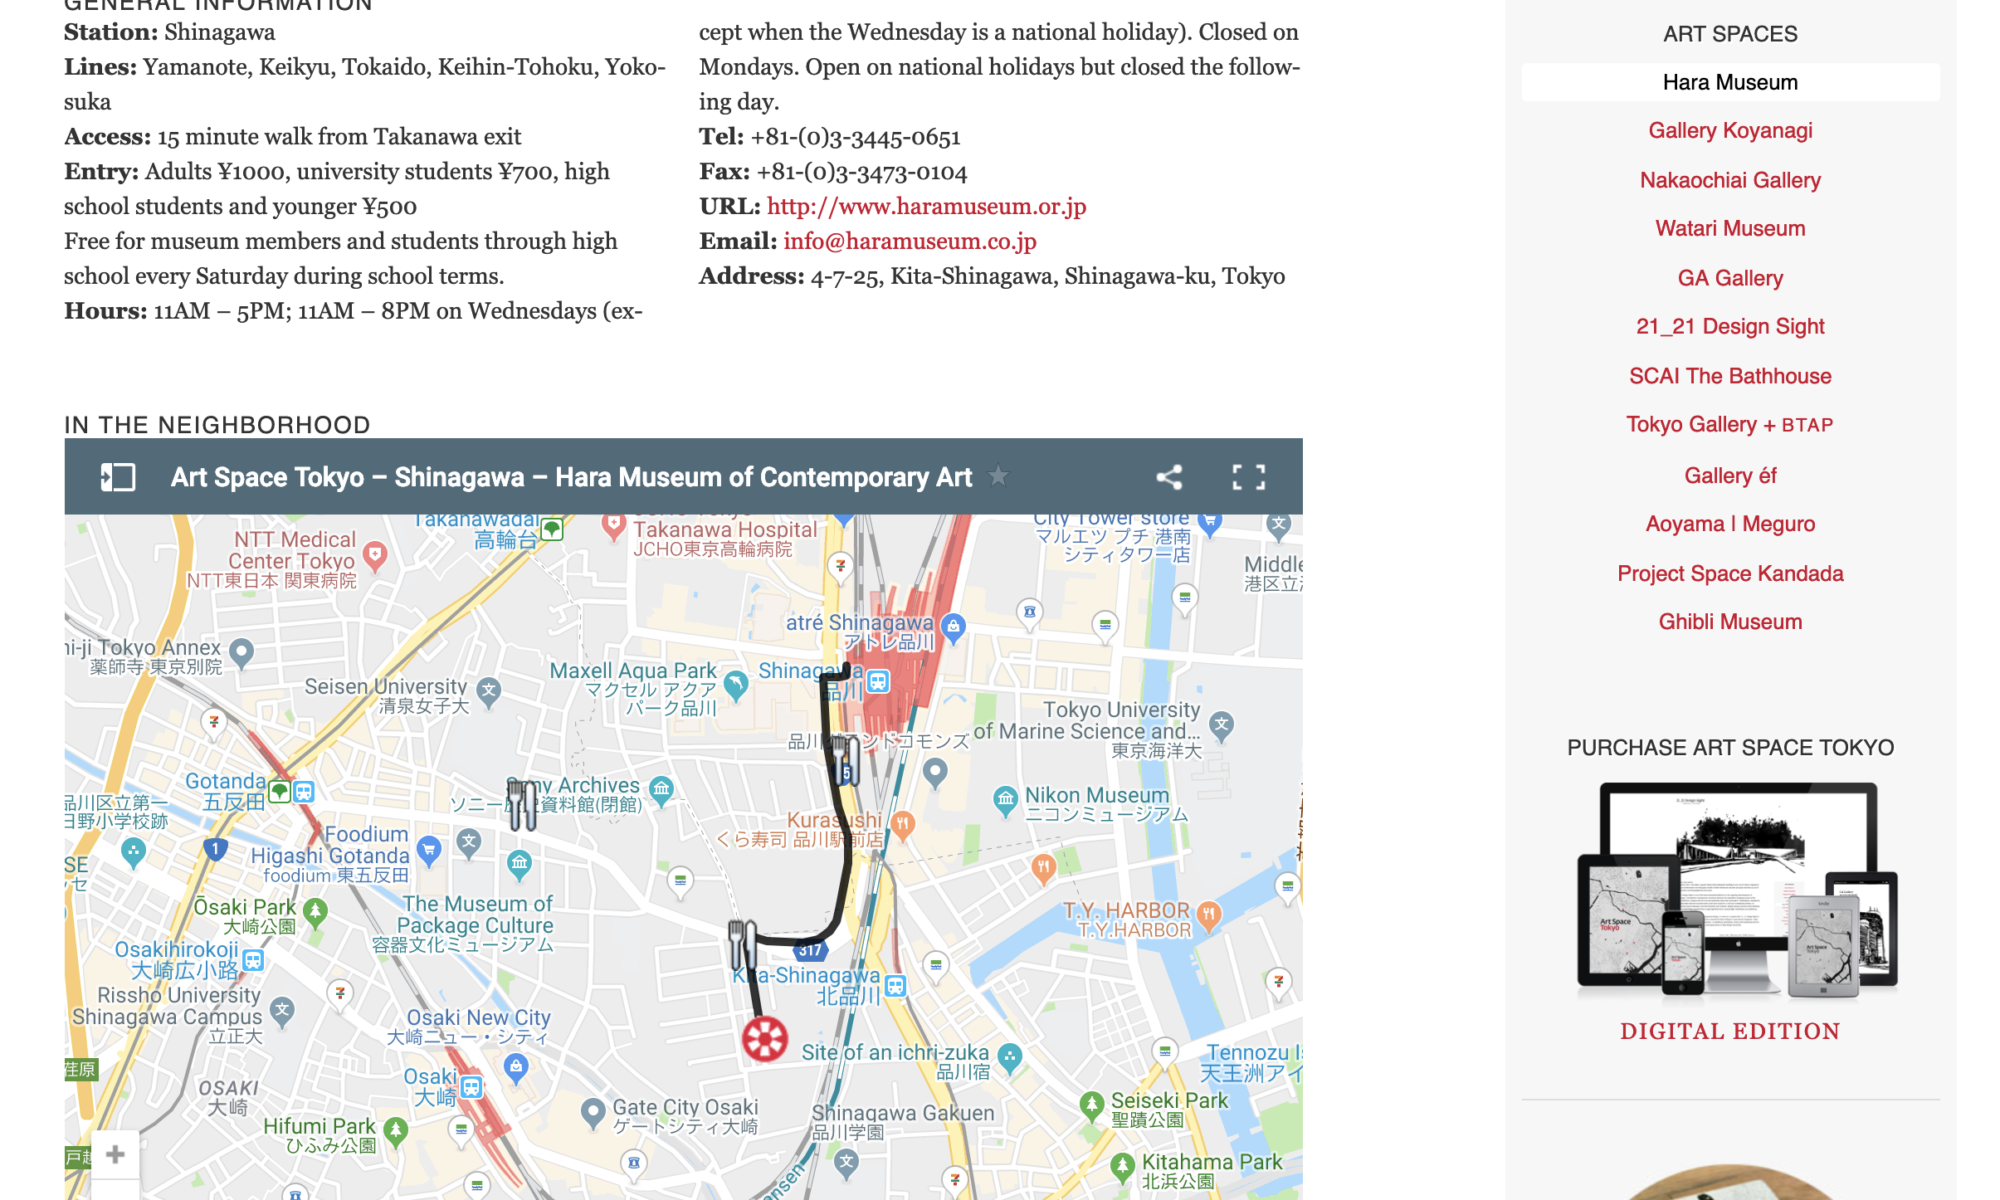 GENERAL INFORMATION
Station: Shinagawa
Lines: Yamanote, Keikyu, Tokaido, Keihin-Tohoku, Yoko-
suka
Access: 15 minute walk from Takanawa exit
Entry: Adults ¥1000, university students ¥700, high
school students and younger ¥500
Free for museum members and students through high
school every Saturday during school terms.
Hours: 11AM – 5PM; 11AM – 8PM on Wednesdays (ex-
cept when the Wednesday is a national holiday). Closed on
Mondays. Open on national holidays but closed the follow-
ing day.
Tel: +81-(0)3-3445-0651
Fax: +81-(0)3-3473-0104
URL: http://www.haramuseum.or.jp
Email: info@haramuseum.co.jp
Address: 4-7-25, Kita-Shinagawa, Shinagawa-ku, Tokyo
IN THE NEIGHBORHOOD
Art Space Tokyo – Shinagawa – Hara Museum of Contemporary Art
Takanawadai
高輪台
NTT Medical
Center Tokyo
NTT東日本 関東病院
Takanawa Hospital
JCHO東京高輪病院
City Tower store
マルエツ プチ 港南
シティタワー店
Middle
港区立
atré Shinagawa
アトレ品川
hi-ji Tokyo Annex
薬師寺 東京別院
Seisen University
清泉女子大
Maxell Aqua Park
マクセル アクア
パーク品川
Shinagawa
品川
Tokyo University
of Marine Science and...
東京海洋大
品川グランドコモンズ
5
Gotanda
五反田
品川区立第一
日野小学校跡
Sony Archives
ソニー歴史資料館(閉館)
Nikon Museum
ニコンミュージアム
Kurasushi
くら寿司 品川駅前店
1
Foodium
Higashi Gotanda
foodium 東五反田
SE
セ
Ōsaki Park
大崎公園
The Museum of
Package Culture
容器文化ミュージアム
T.Y. HARBOR
T.Y.HARBOR
317
Osakihirokoji
大崎広小路
Kita-Shinagawa
北品川
Rissho University
Shinagawa Campus
立正大
Osaki New City
大崎ニュー・シティ
Site of an ichri-zuka
品川宿
Tennozu I
天王洲アイ
荏原
OSAKI
大崎
Osaki
大崎
Gate City Osaki
ゲートシティ大崎
Shinagawa Gakuen
品川学園
Seiseki Park
聖蹟公園
Hifumi Park
ひふみ公園
Kitahama Park
北浜公園
戸越
+
ART SPACES
Hara Museum
Gallery Koyanagi
Nakaochiai Gallery
Watari Museum
GA Gallery
21_21 Design Sight
SCAI The Bathhouse
Tokyo Gallery + BTAP
Gallery éf
Aoyama | Meguro
Project Space Kandada
Ghibli Museum
PURCHASE ART SPACE TOKYO
Art Space
Tokyo
DIGITAL EDITION